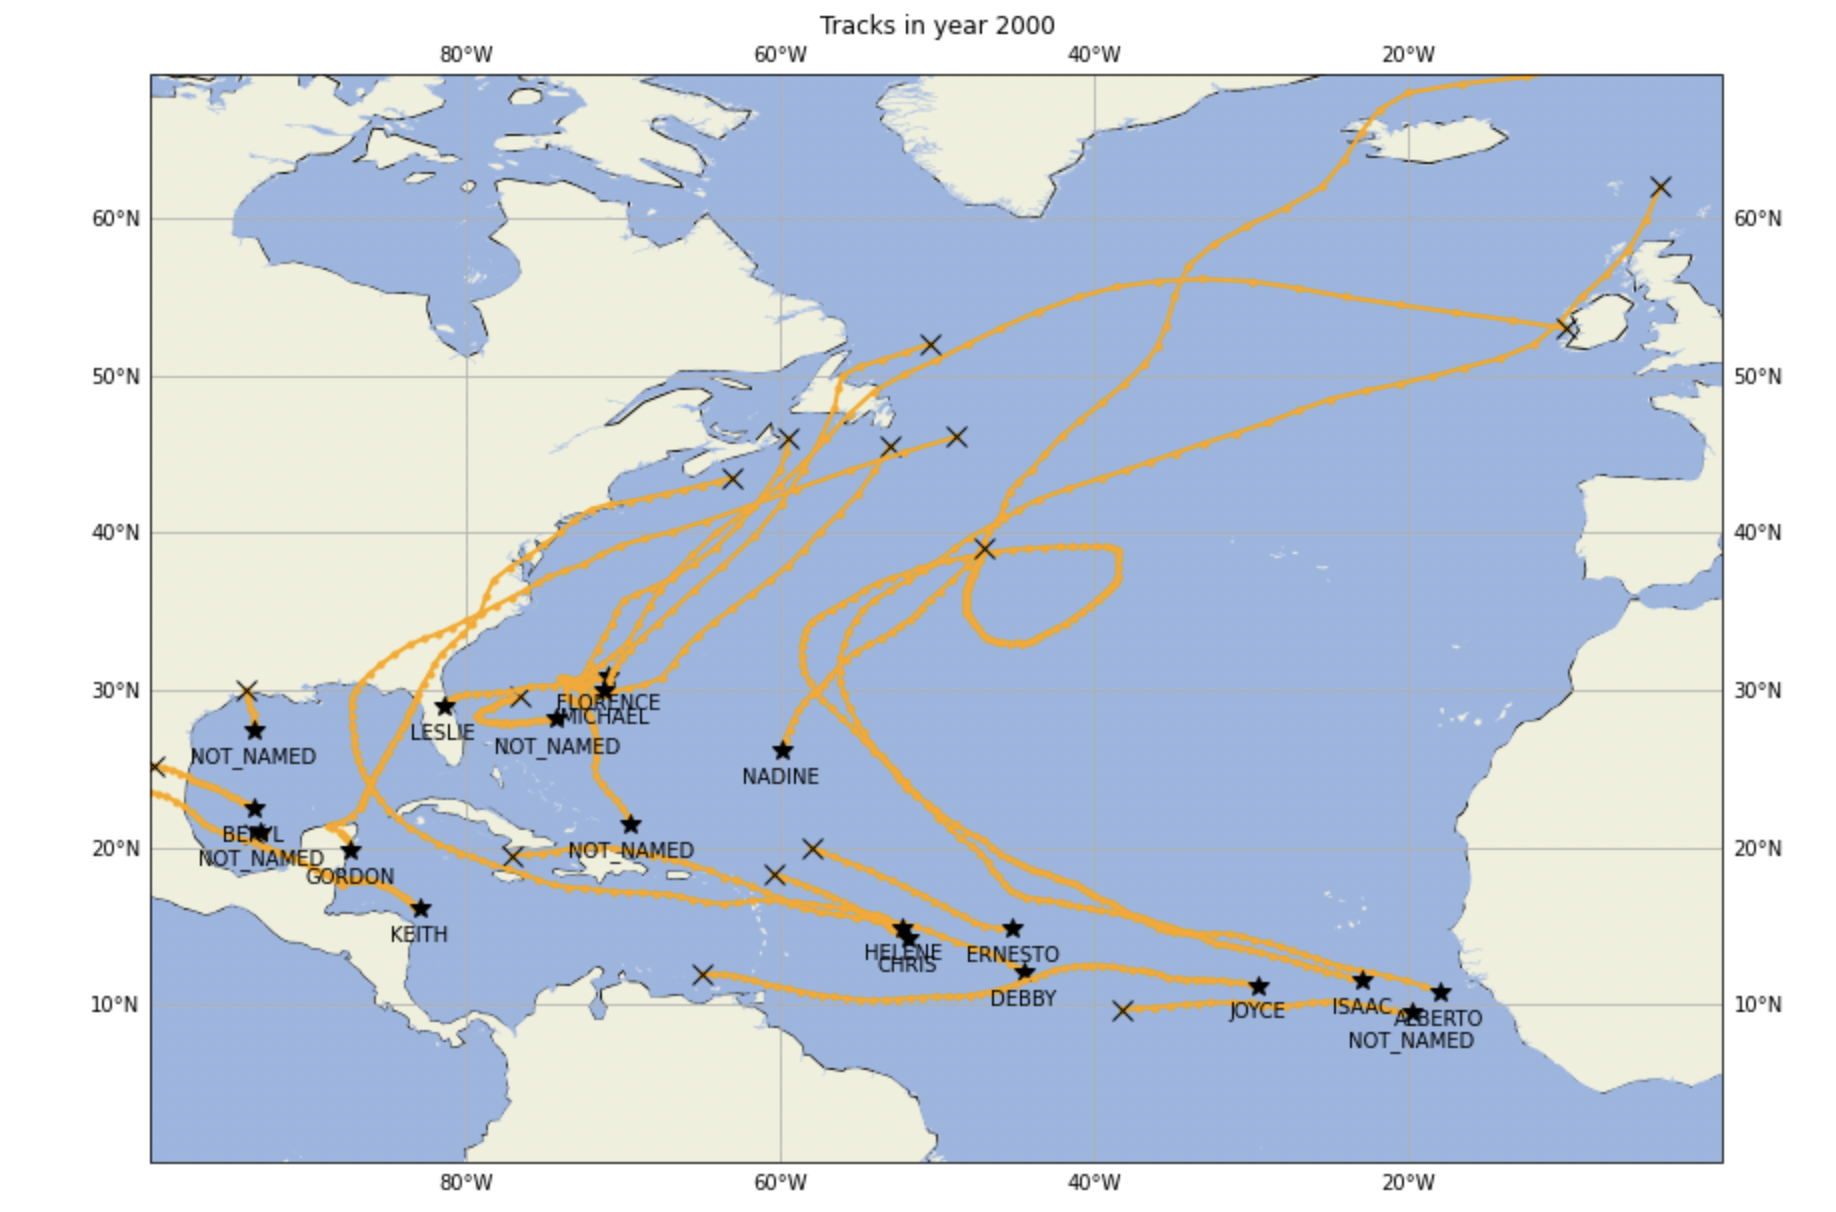 Tracks in year 2000
80°W 60°W 40°W 20°W
60°N 60°N
50°N 50°N
40°N 40°N
30°N 30°N
FLORENCE
MICHAEL
LESLIE
NOT_NAMED
NOT_NAMED
NADINE
BERYL
NOT_NAMED
NOT_NAMED
20°N 20°N
GORDON
KEITH
HELENE
ERNESTO
CHRIS
DEBBY
10°N 10°N
JOYCE
ISAAC
ALBERTO
NOT_NAMED
80°W 60°W 40°W 20°W